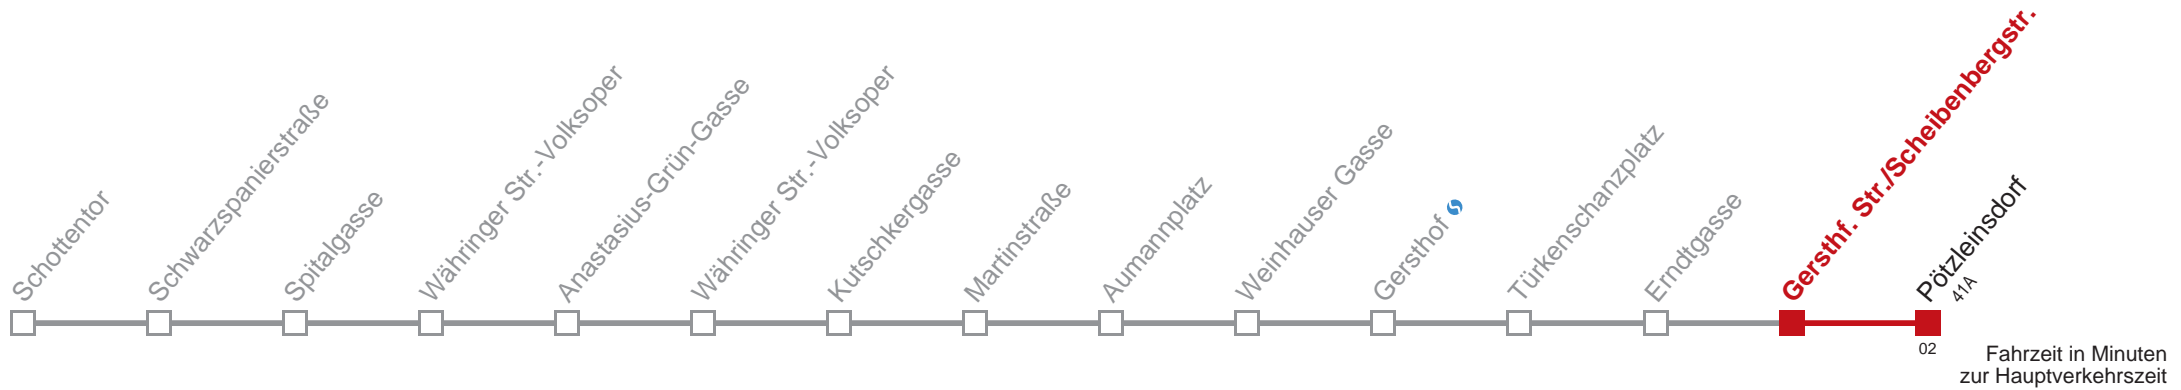 Schottentor
Schwarzspanierstraße
Spitalgasse
Währinger Str.-Volksoper
Anastasius-Grün-Gasse
Währinger Str.-Volksoper
Kutschkergasse
Martinstraße
Aumannplatz
Weinhauser Gasse
Gersthof
Türkenschanzplatz
Erndtgasse
Gersthf. Str./Scheibenbergstr.
Pötzleinsdorf
41A
02
Fahrzeit in Minuten
zur Hauptverkehrszeit